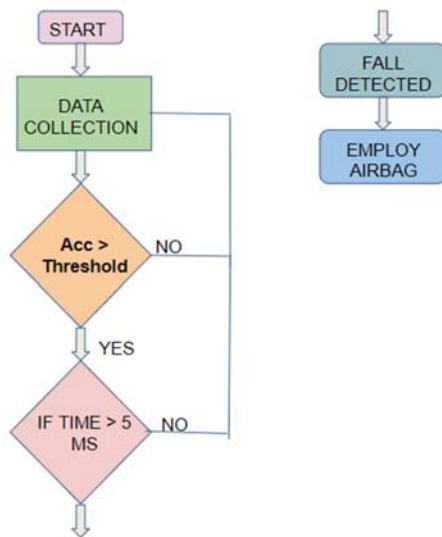 START
DATA
COLLECTION
Acc >
Threshold
NO
YES
IF TIME > 5
MS
NO
FALL
DETECTED
EMPLOY
AIRBAG